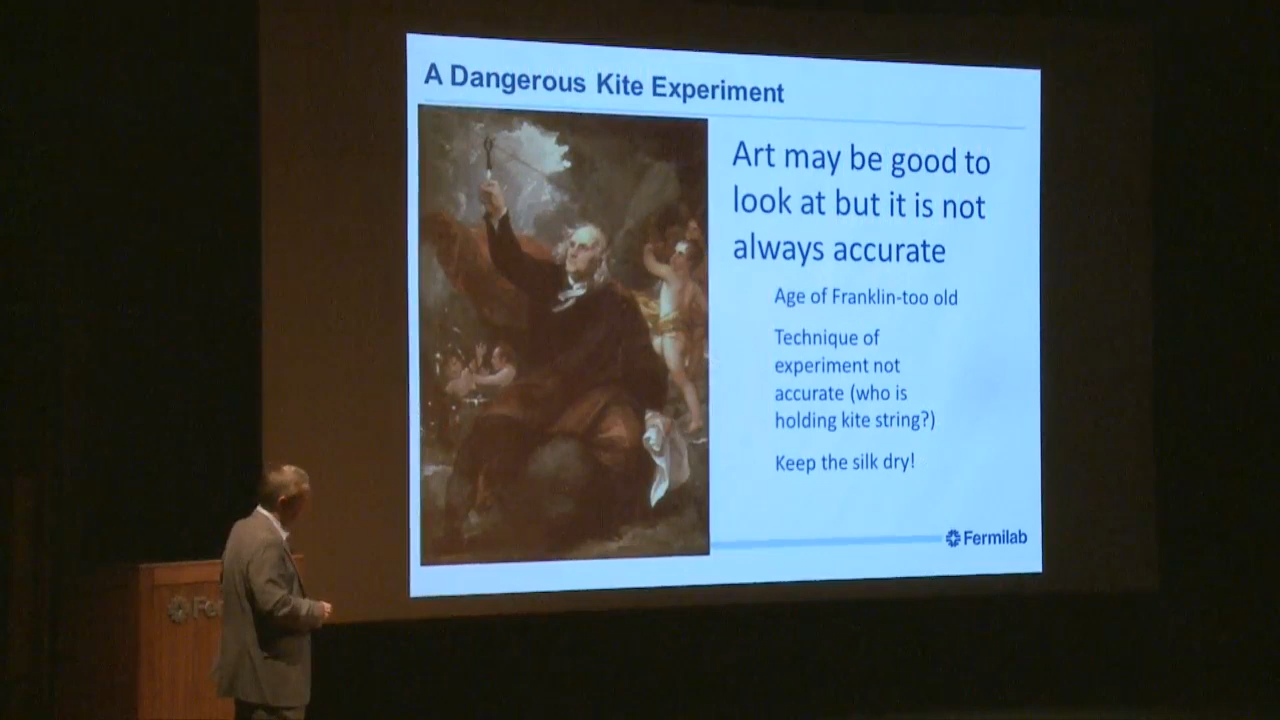 A Dangerous Kite Experiment
Art may be good to
look at but it is not
always accurate
Age of Franklin-too old
Technique of
experiment not
accurate (who is
holding kite string?)
Keep the silk dry!
Fermilab
Fe